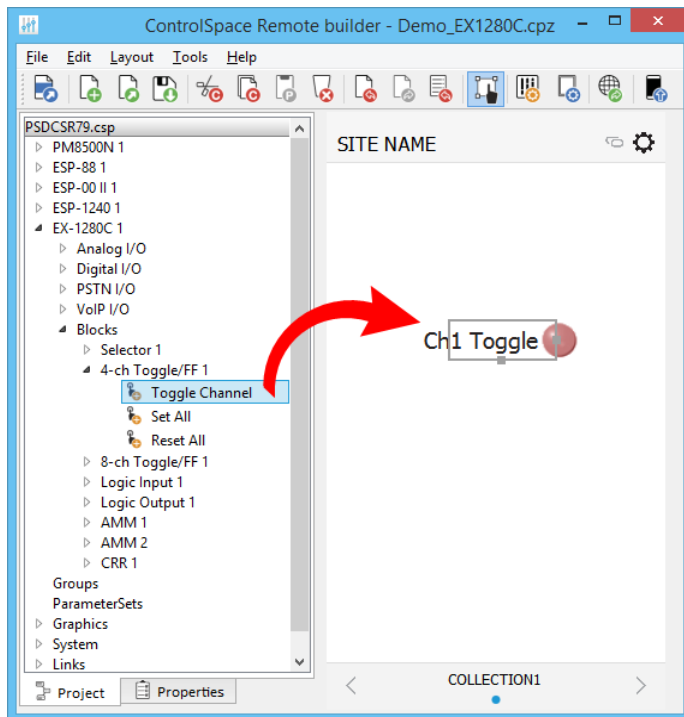 ControlSpace Remote builder - Demo_EX1280C.cpz
File Edit Layout Tools Help
PSDCSR79.csp
PM8500N 1
ESP-88 1
ESP-00 II 1
ESP-1240 1
EX-1280C 1
Analog I/O
Digital I/O
PSTN I/O
VoIP I/O
Blocks
Selector 1
4-ch Toggle/FF 1
Toggle Channel
Set All
Reset All
8-ch Toggle/FF 1
Logic Input 1
Logic Output 1
AMM 1
AMM 2
CRR 1
Groups
ParameterSets
Graphics
System
Links
Project Properties
SITE NAME
Ch1 Toggle
COLLECTION1